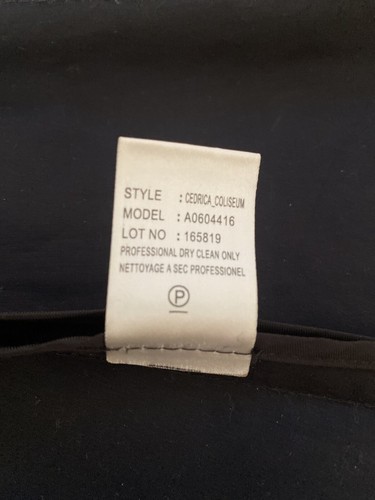 STYLE : CEDRICA_COLISEUM
MODEL : A0604416
LOT NO : 165819
PROFESSIONAL DRY CLEAN ONLY
NETTOYAGE A SEC PROFESSIONEL
P